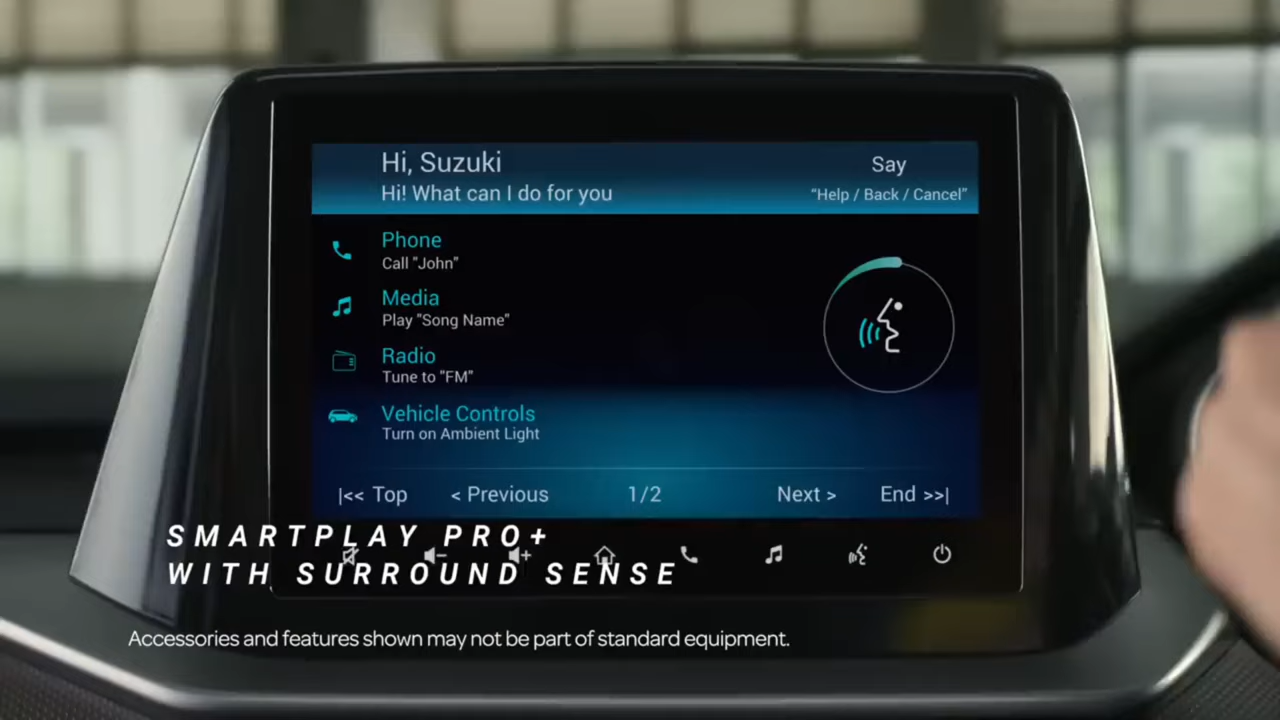 Hi, Suzuki
Hi! What can I do for you
Say
"Help / Back / Cancel"
Phone
Call "John"
Media
Play "Song Name"
Radio
Tune to "FM"
Vehicle Controls
Turn on Ambient Light
|<< Top < Previous 1/2 Next > End >>|
SMARTPLAY PRO+
WITH SURROUND SENSE
Accessories and features shown may not be part of standard equipment.